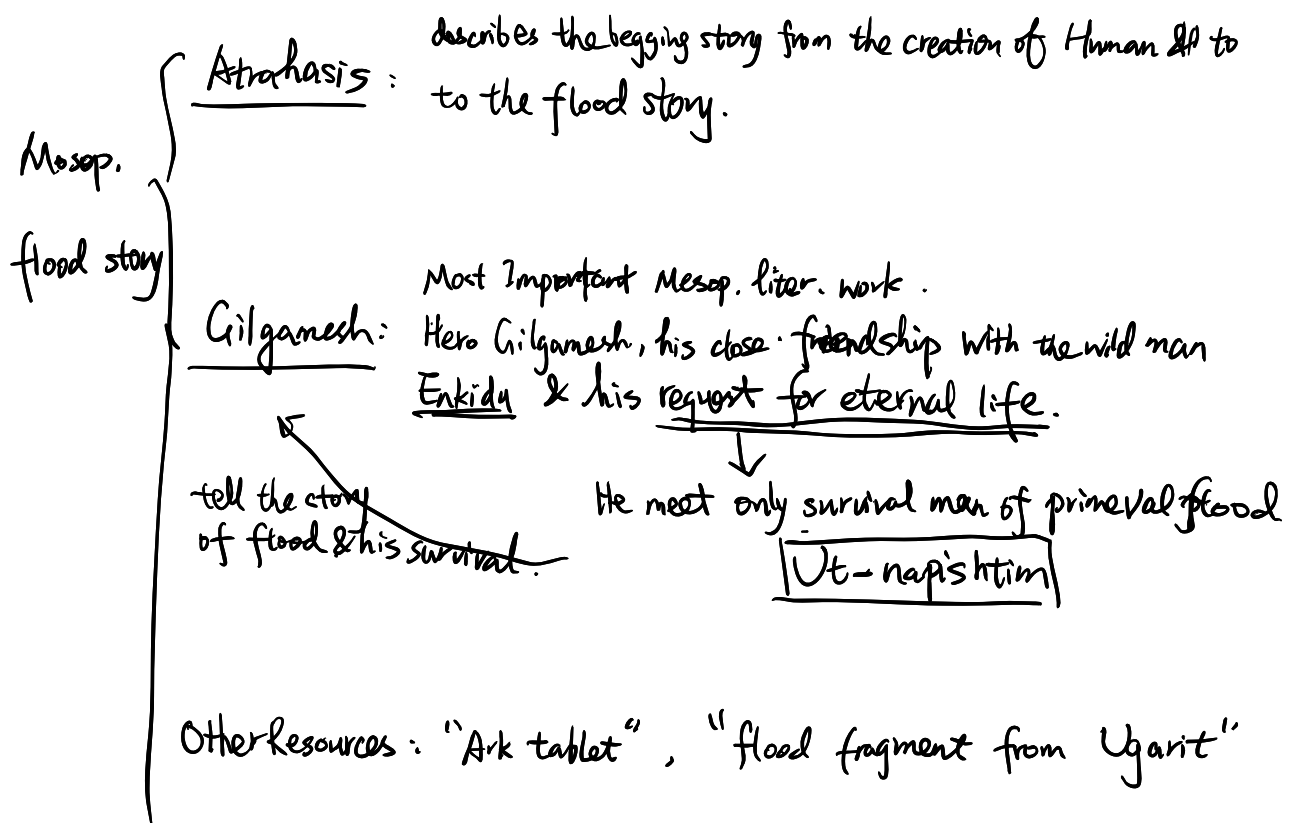 describes the begging story from the creation of Human to
Atrahasis :
to the flood story.
Mesop.
flood story
Most Important Mesop. liter. work .
Gilgamesh :
Hero Gilgamesh, his close friendship with the wild man
Enkidu & his request for eternal life.
tell the story
of flood & his survival.
He meet only survival man of primeval flood
Ut-napishtim
Other Resources : "Ark tablet" , "flood fragment from Ugarit"